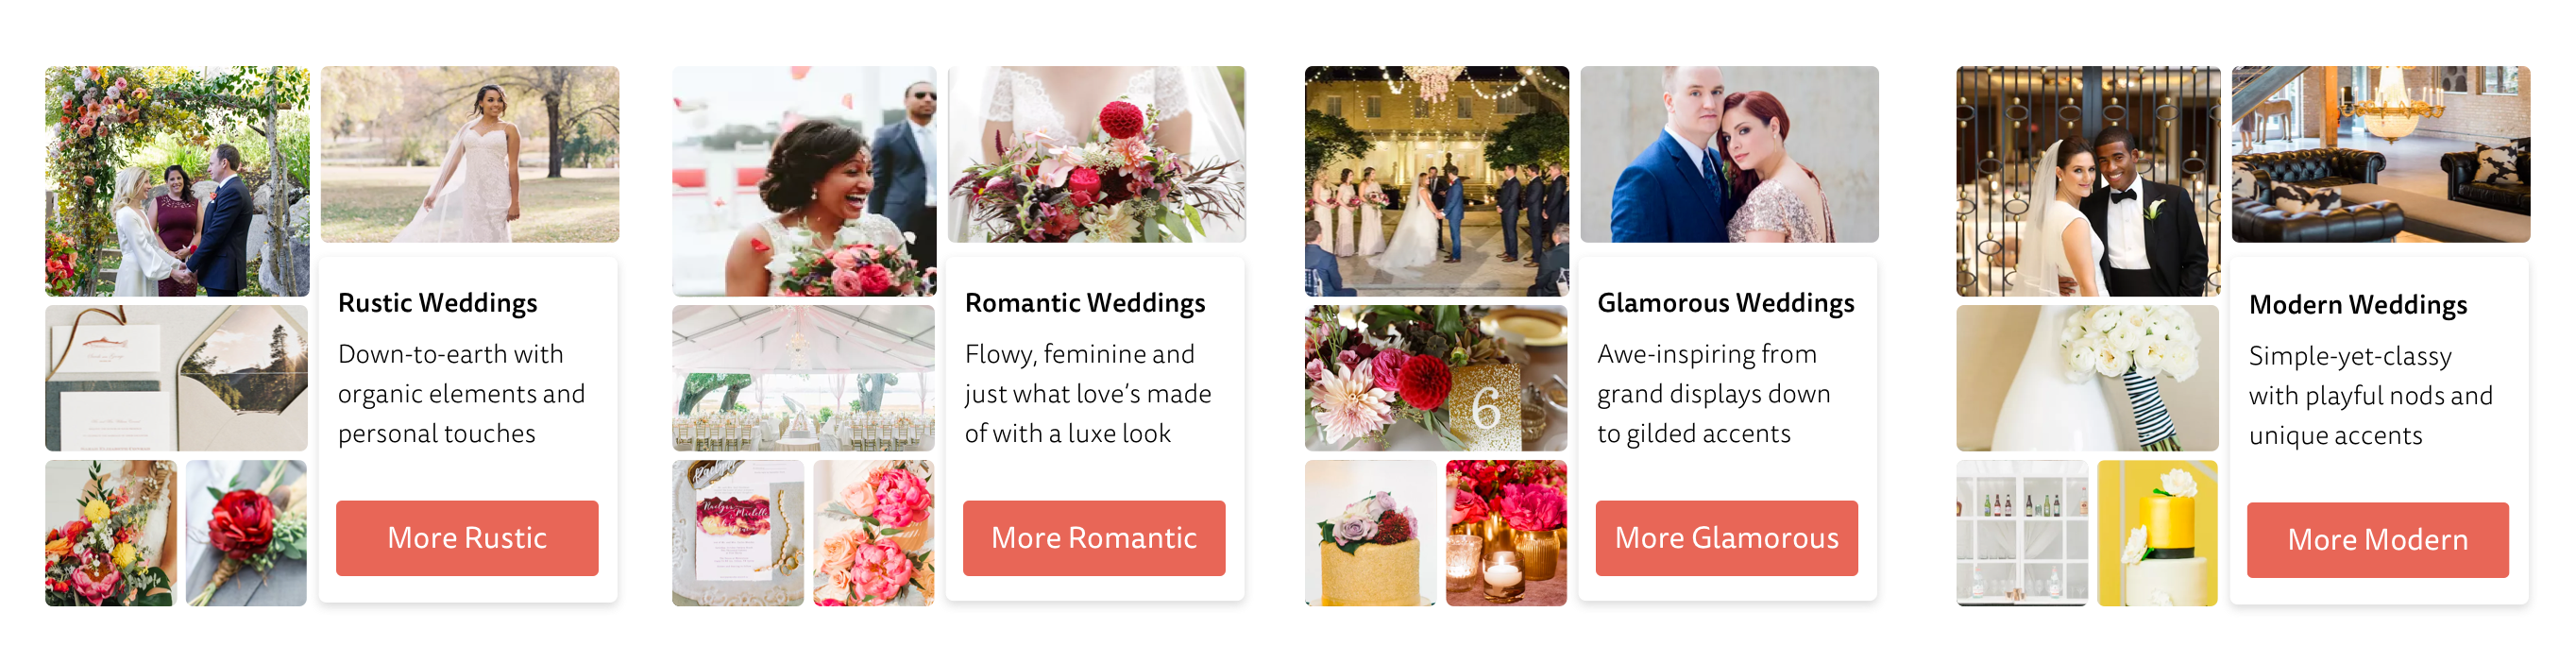 Rustic Weddings
Down-to-earth with
organic elements and
personal touches
More Rustic
Romantic Weddings
Flowy, feminine and
just what love's made
of with a luxe look
More Romantic
6
Glamorous Weddings
Awe-inspiring from
grand displays down
to gilded accents
More Glamorous
Modern Weddings
Simple-yet-classy
with playful nods and
unique accents
More Modern